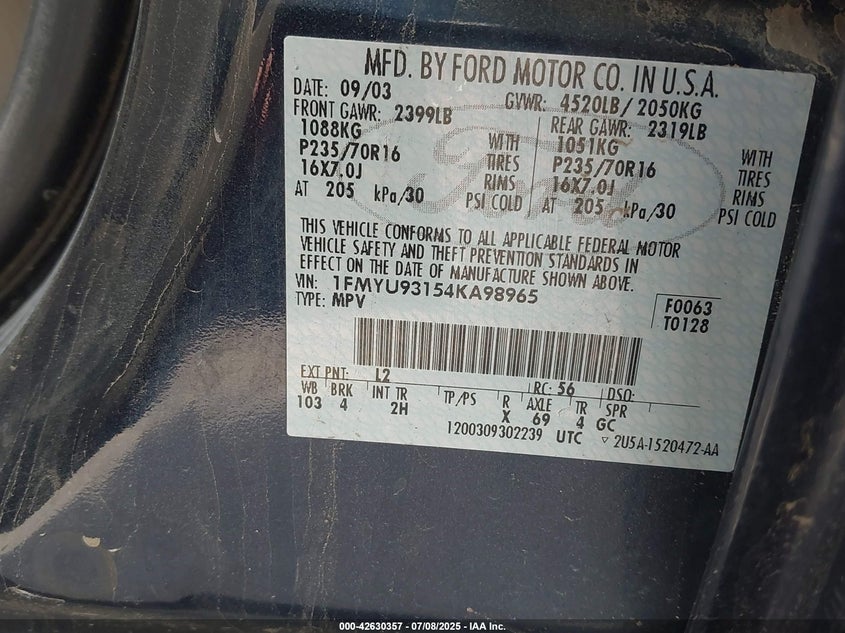 MFD. BY FORD MOTOR CO. IN U.S.A.
DATE: 09/03 GVWR: 4520LB/ 2050KG
FRONT GAWR: 2399LB REAR GAWR: 2319LB
1088KG WITH 1051KG WITH
P235/70R16 TIRES P235/70R16 TIRES
16X7.0J RIMS 16X7.0J RIMS
AT 205 kPa/30 PSI COLD AT 205 kPa/30 PSI COLD
THIS VEHICLE CONFORMS TO ALL APPLICABLE FEDERAL MOTOR
VEHICLE SAFETY AND THEFT PREVENTION STANDARDS IN
EFFECT ON THE DATE OF MANUFACTURE SHOWN ABOVE.
VIN: 1FMYU93154KA98965
TYPE: MPV
F0063
T0128
EXT PNT: L2 RC: 56 DSO:
WB BRK INT TR TP/PS R AXLE TR SPR
103 4 2H X 69 4 GC
1200309302239 UTC ▽ 2U5A-1520472-AA
Ford
000-42630357 - 07/08/2025 - IAA Inc.